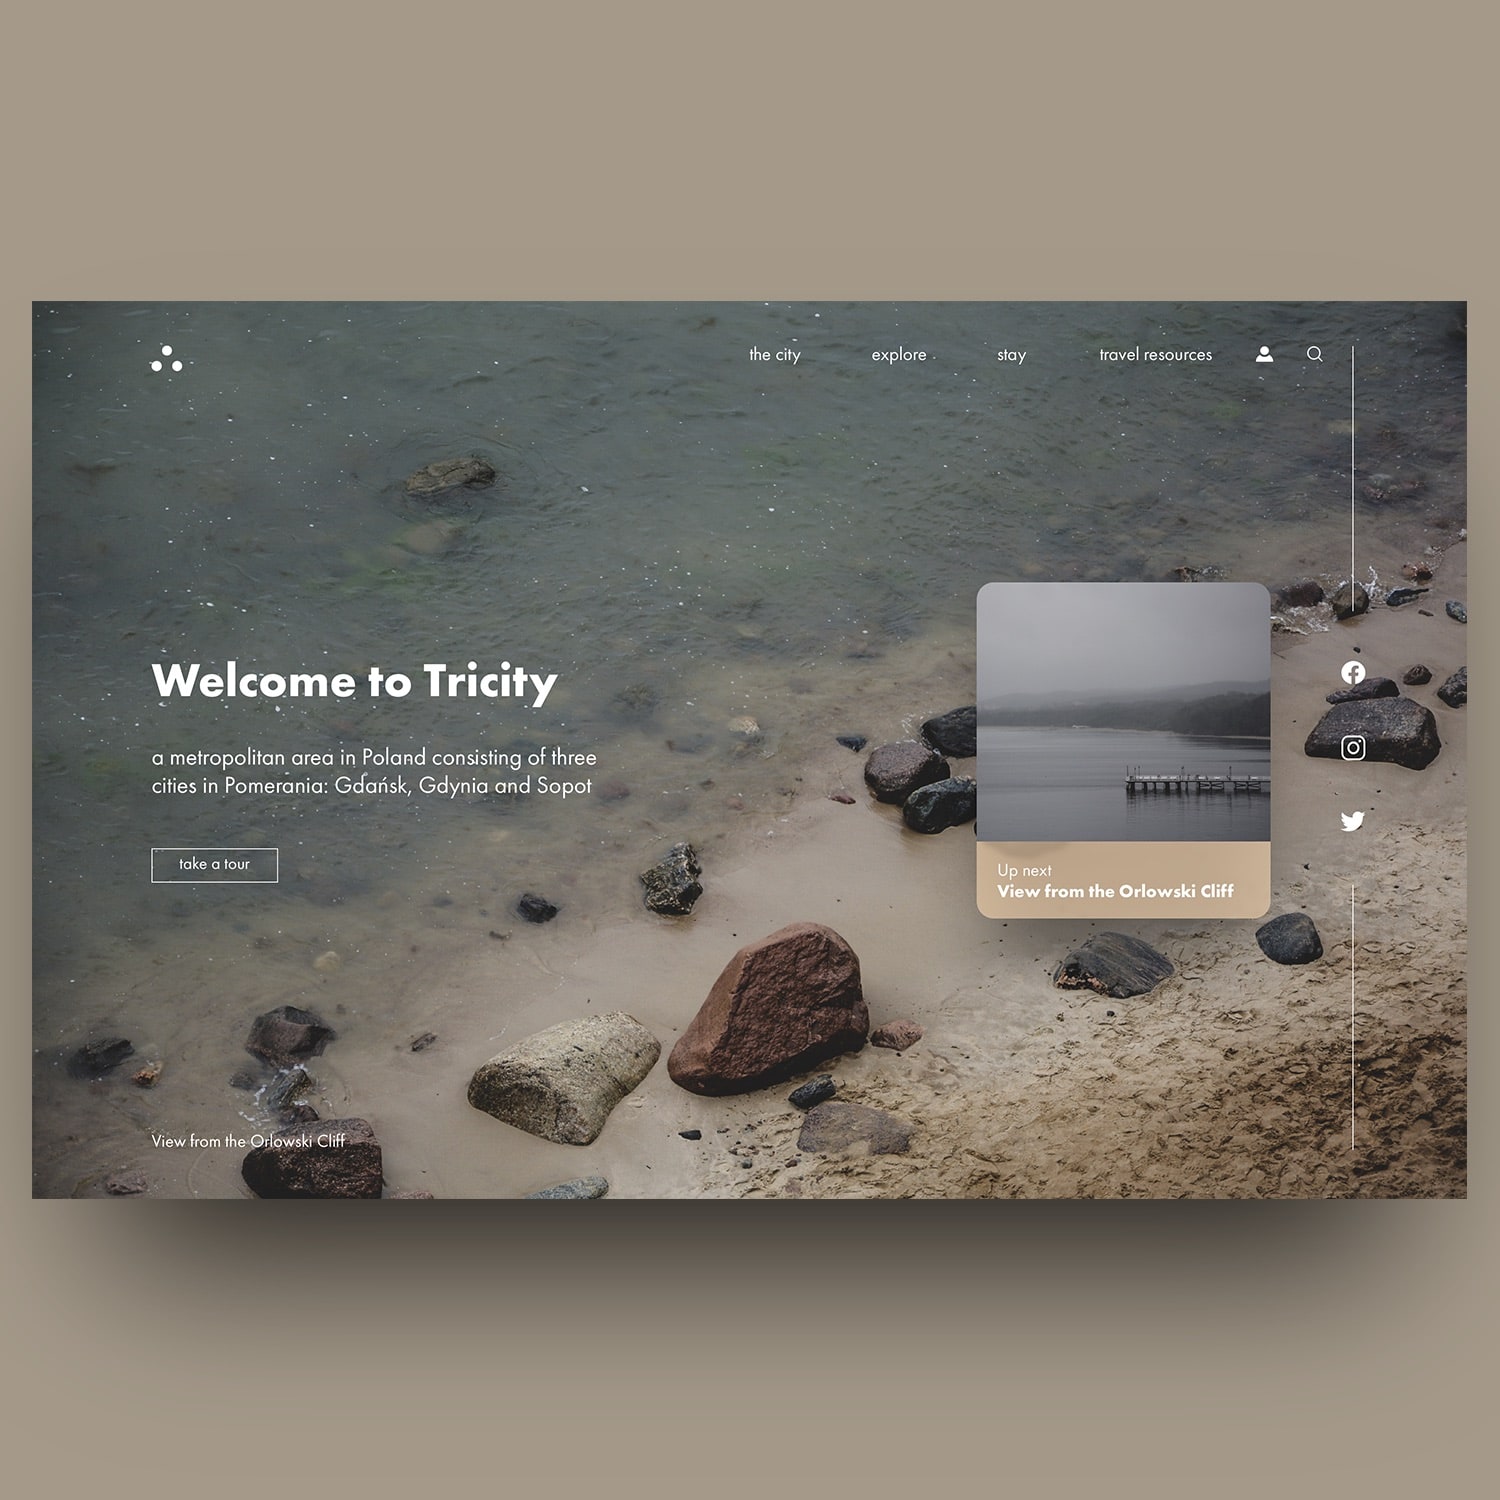 the city
explore
stay
travel resources
Welcome to Tricity
a metropolitan area in Poland consisting of three
cities in Pomerania: Gdańsk, Gdynia and Sopot
take a tour
Up next
View from the Orlowski Cliff
View from the Orlowski Cliff